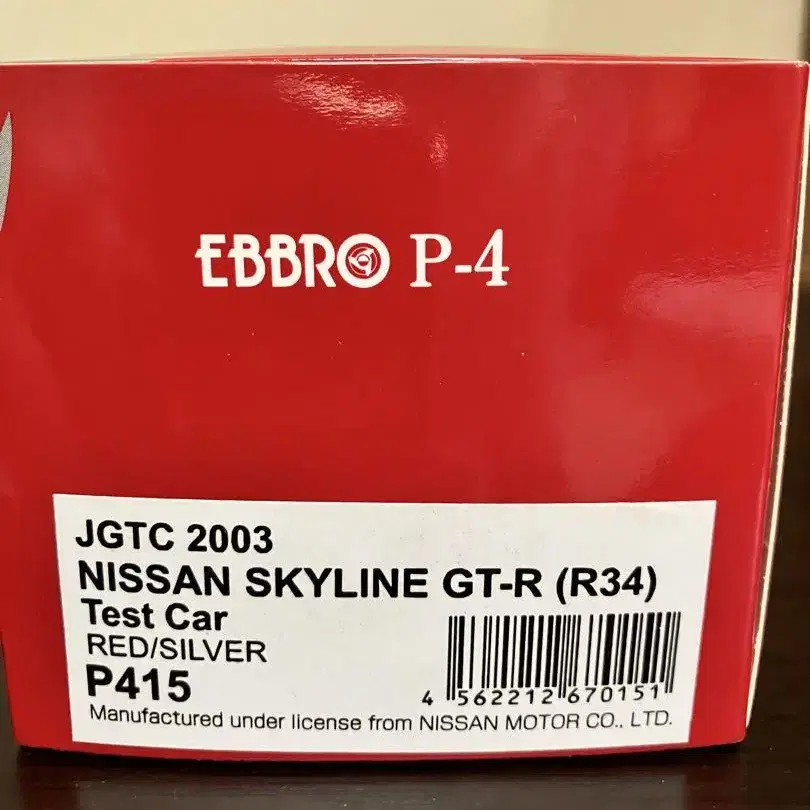 EBBRO P-4
JGTC 2003
NISSAN SKYLINE GT-R (R34)
Test Car
RED/SILVER
P415
4 562212 670151
Manufactured under license from NISSAN MOTOR CO., LTD.